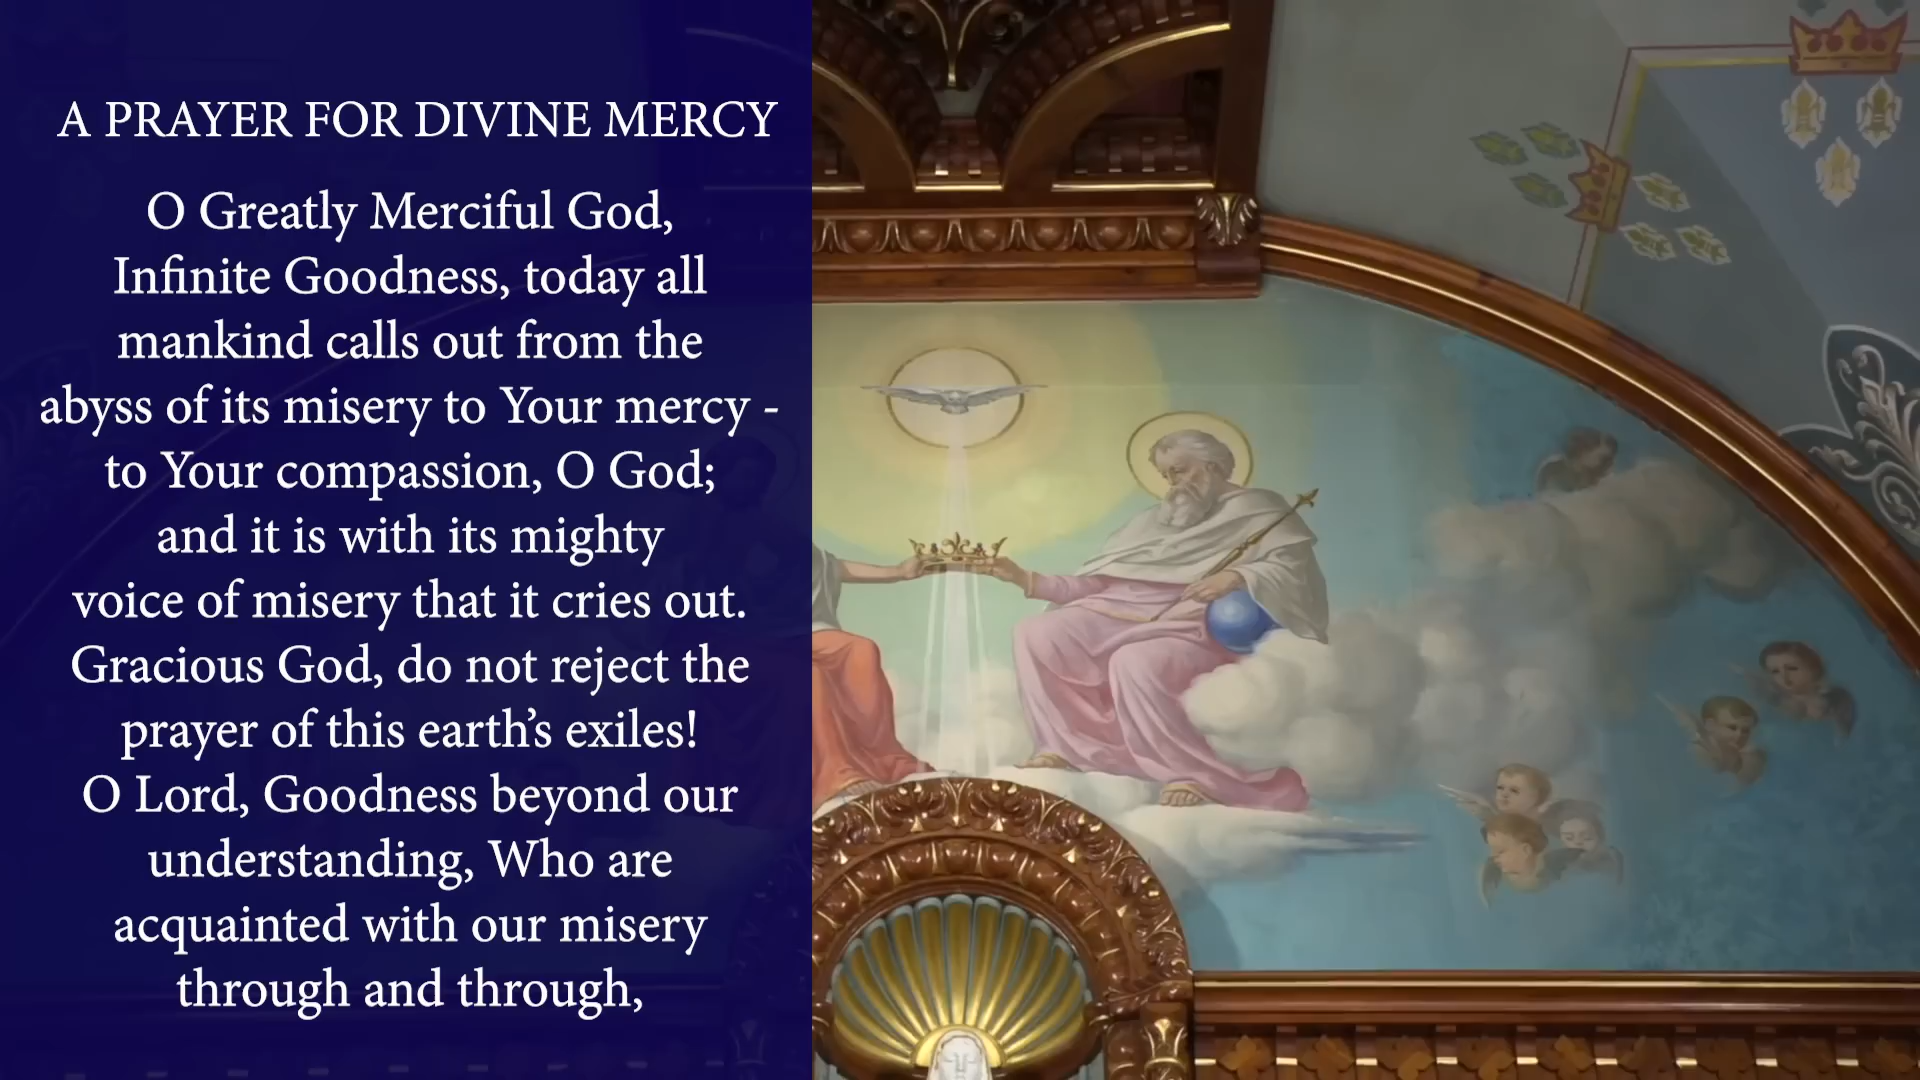 A PRAYER FOR DIVINE MERCY
O Greatly Merciful God,
Infinite Goodness, today all
mankind calls out from the
abyss of its misery to Your mercy -
to Your compassion, O God;
and it is with its mighty
voice of misery that it cries out.
Gracious God, do not reject the
prayer of this earth’s exiles!
O Lord, Goodness beyond our
understanding, Who are
acquainted with our misery
through and through,